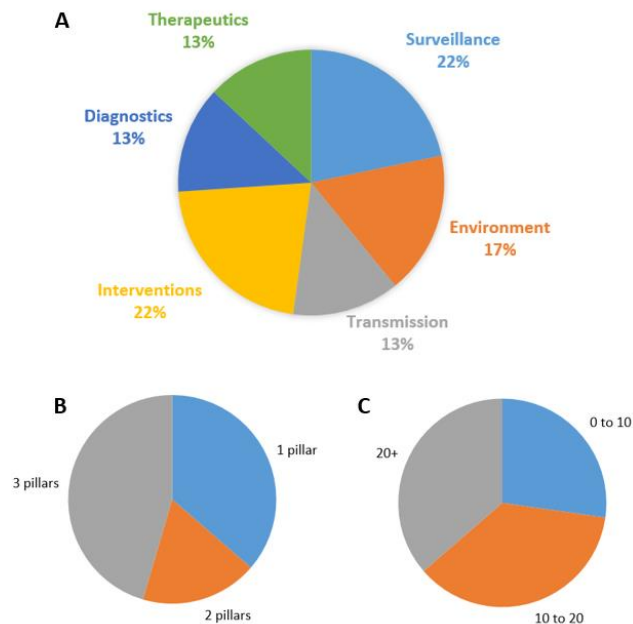 A
Therapeutics
13%
Surveillance
22%
Diagnostics
13%
Environment
17%
Interventions
22%
Transmission
13%
B
1 pillar
3 pillars
2 pillars
C
0 to 10
20+
10 to 20